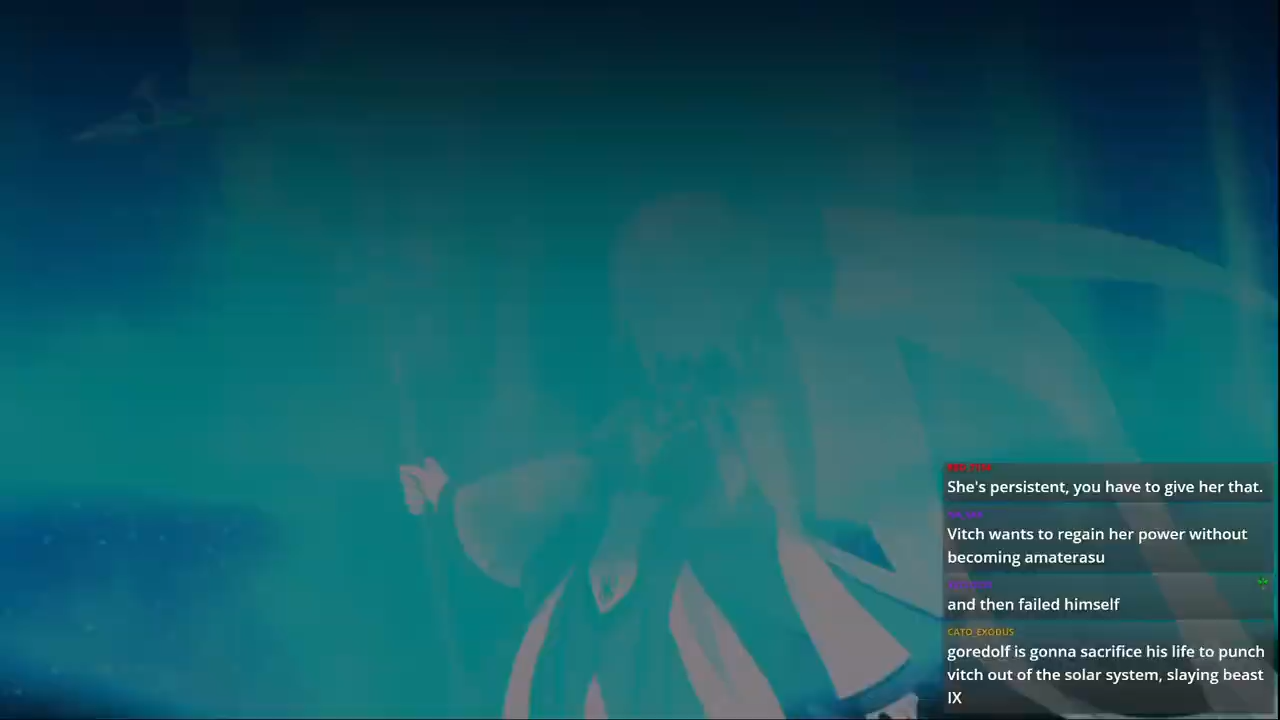 She's persistent, you have to give her that.
Vitch wants to regain her power without
becoming amaterasu
and then failed himself
CATO_EXODUS
goredolf is gonna sacrifice his life to punch
vitch out of the solar system, slaying beast
IX